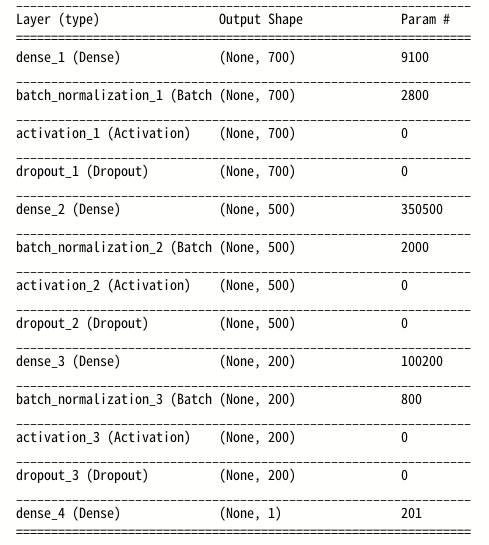 Layer (type) Output Shape Param #
dense_1 (Dense) (None, 700) 9100
batch_normalization_1 (Batch (None, 700) 2800
activation_1 (Activation) (None, 700) 0
dropout_1 (Dropout) (None, 700) 0
dense_2 (Dense) (None, 500) 350500
batch_normalization_2 (Batch (None, 500) 2000
activation_2 (Activation) (None, 500) 0
dropout_2 (Dropout) (None, 500) 0
dense_3 (Dense) (None, 200) 100200
batch_normalization_3 (Batch (None, 200) 800
activation_3 (Activation) (None, 200) 0
dropout_3 (Dropout) (None, 200) 0
dense_4 (Dense) (None, 1) 201